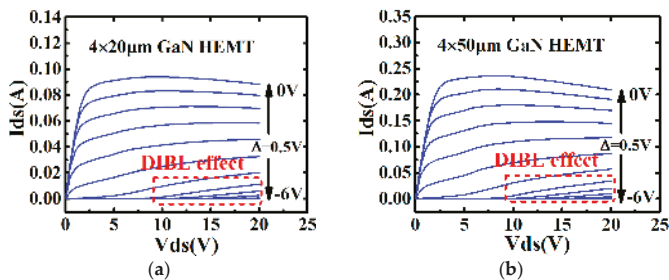 0.14
0.12
0.10
0.08
0.06
0.04
0.02
0.00
Ids(A)
4×20μm GaN HEMT
0V
Δ=0.5V
DIBL effect
-6V
0 5 10 15 20 25
Vds(V)
(a)
0.35
0.30
0.25
0.20
0.15
0.10
0.05
0.00
Ids(A)
4×50μm GaN HEMT
0V
Δ=0.5V
DIBL effect
-6V
0 5 10 15 20 25
Vds(V)
(b)